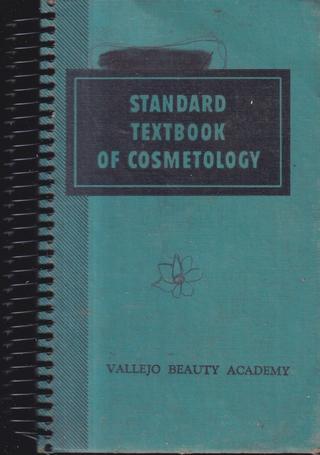 STANDARD
TEXTBOOK
OF COSMETOLOGY
VALLEJO BEAUTY ACADEMY